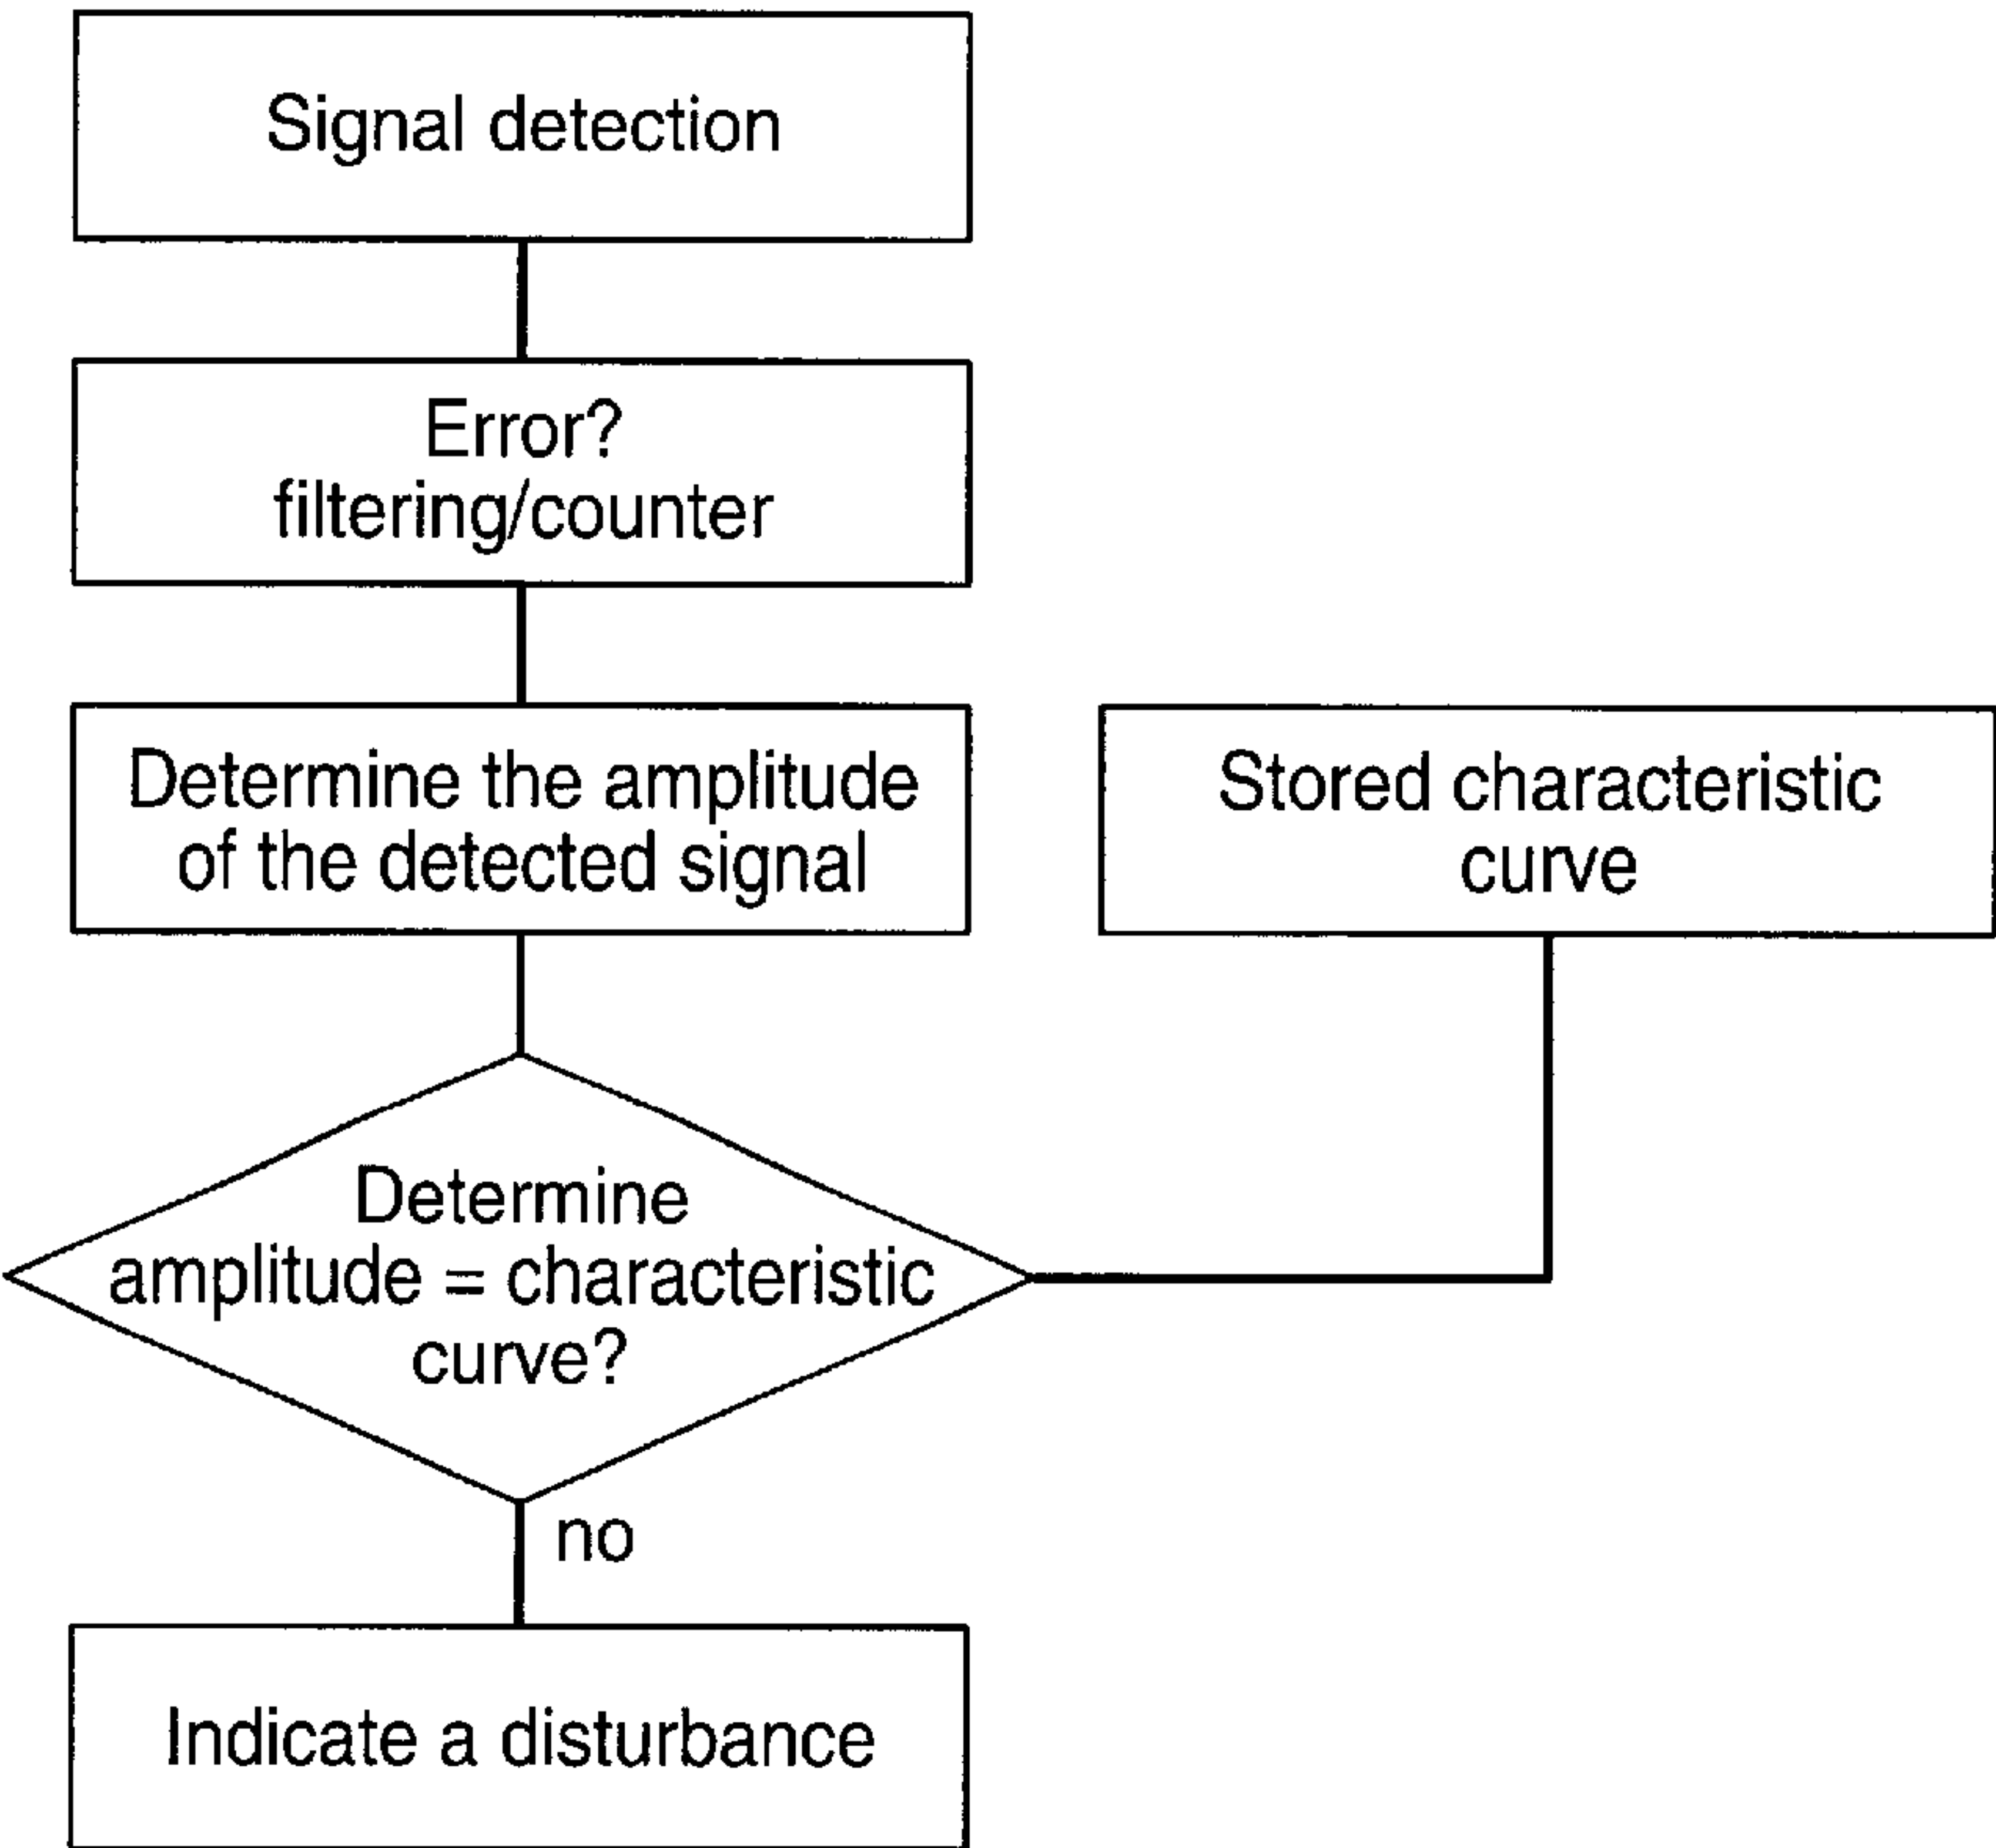 Signal detection
Error?
filtering/counter
Determine the amplitude
of the detected signal
Stored characteristic
curve
Determine
amplitude = characteristic
curve?
no
Indicate a disturbance